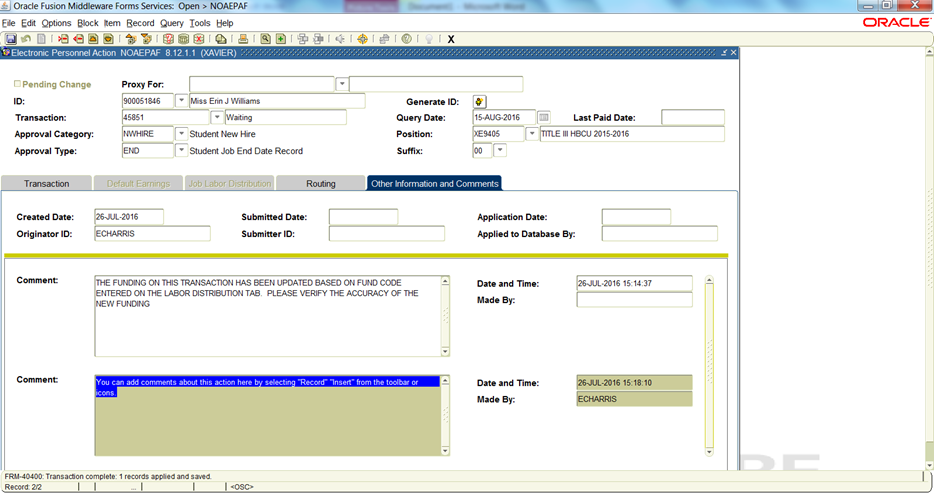 Oracle Fusion Middleware Forms Services: Open > NOAEPAF
File Edit Options Block Item Record Query Tools Help
ORACLE
X
Electronic Personnel Action NOAEPAF 8.12.1.1 (XAVIER)
Pending Change Proxy For:
ID: 900051846 Miss Erin J Williams Generate ID:
Transaction: 45851 Waiting Query Date: 15-AUG-2016 Last Paid Date:
Approval Category: NWHIRE Student New Hire Position: XE9405 TITLE III HBCU 2015-2016
Approval Type: END Student Job End Date Record Suffix: 00
Transaction Default Earnings Job Labor Distribution Routing Other Information and Comments
Created Date: 26-JUL-2016 Submitted Date: Application Date:
Originator ID: ECHARRIS Submitter ID: Applied to Database By:
Comment: THE FUNDING ON THIS TRANSACTION HAS BEEN UPDATED BASED ON FUND CODE Date and Time: 26-JUL-2016 15:14:37
ENTERED ON THE LABOR DISTRIBUTION TAB. PLEASE VERIFY THE ACCURACY OF THE
NEW FUNDING Made By:
Comment: You can add comments about this action here by selecting "Record" "Insert" from the toolbar or Date and Time: 26-JUL-2016 15:18:10
icons Made By: ECHARRIS
FRM-40400: Transaction complete: 1 records applied and saved.
Record: 2/2 ... <OSC>